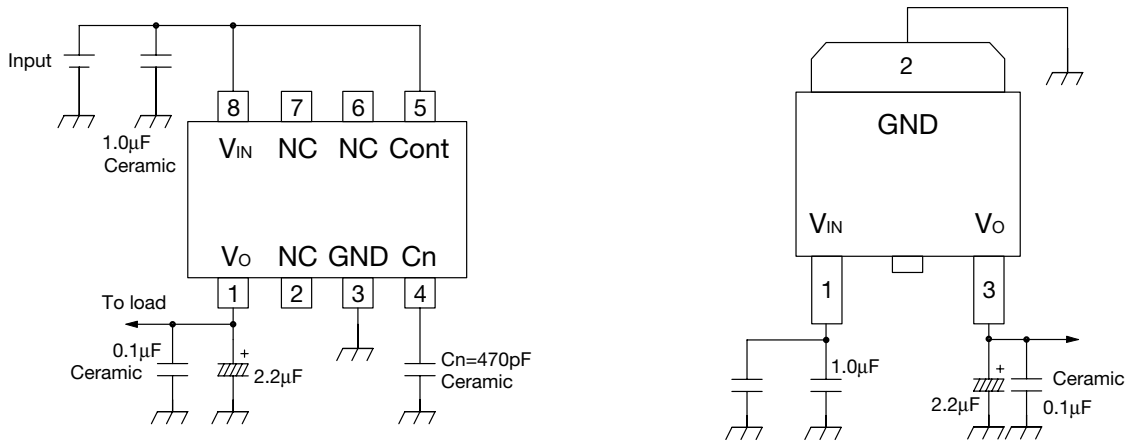 Input
1.0μF
Ceramic
8 7 6 5
VIN NC NC Cont
VO NC GND Cn
1 2 3 4
To load
0.1μF
Ceramic
2.2μF
Cn=470pF
Ceramic
2
GND
VIN VO
1 3
1.0μF
2.2μF
Ceramic
0.1μF